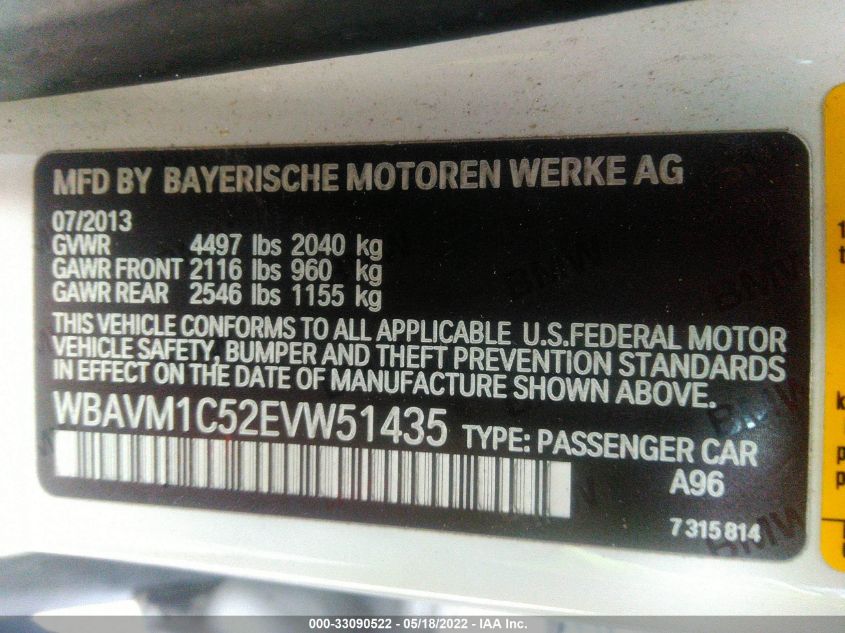 MFD BY BAYERISCHE MOTOREN WERKE AG
07/2013
GVWR 4497 lbs 2040 kg
GAWR FRONT 2116 lbs 960 kg
GAWR REAR 2546 lbs 1155 kg
THIS VEHICLE CONFORMS TO ALL APPLICABLE U.S.FEDERAL MOTOR
VEHICLE SAFETY, BUMPER AND THEFT PREVENTION STANDARDS
IN EFFECT ON THE DATE OF MANUFACTURE SHOWN ABOVE.
WBAVM1C52EVW51435 TYPE: PASSENGER CAR
A96
7 315 814
BMW
BMW
BMW
000-33090522 - 05/18/2022 - IAA Inc.